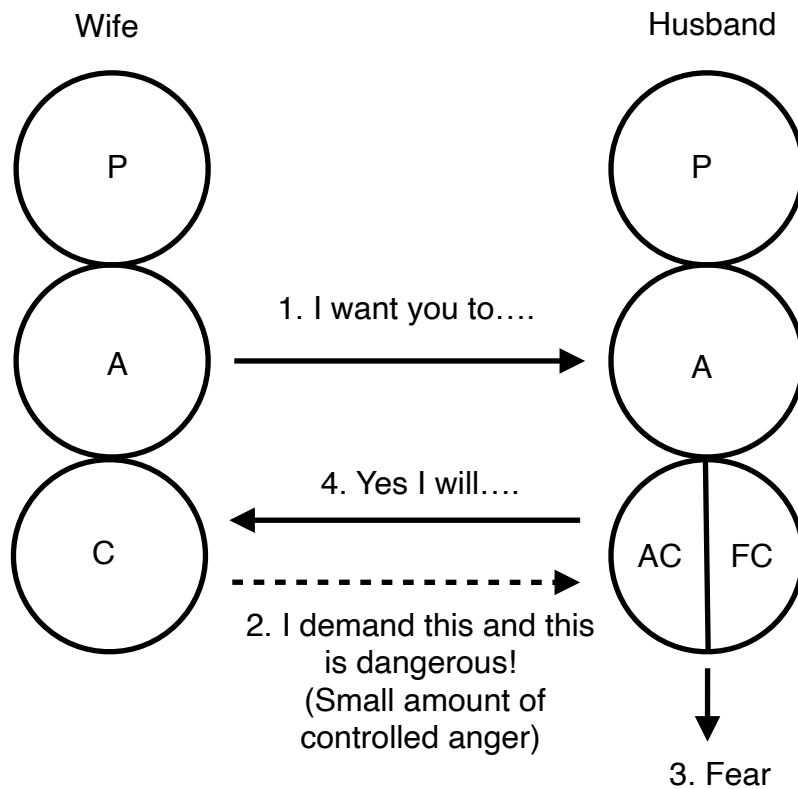 Wife
Husband
P
P
1. I want you to....
A
A
4. Yes I will....
C
AC
FC
2. I demand this and this
is dangerous!
(Small amount of
controlled anger)
3. Fear